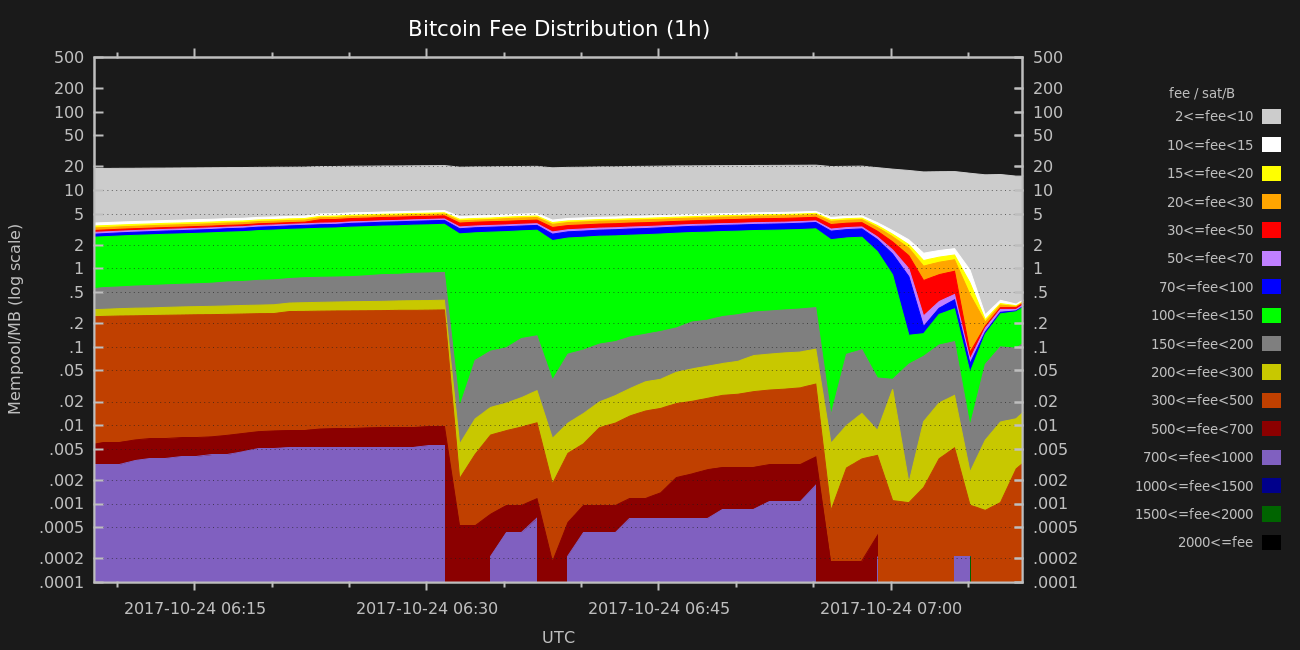 Bitcoin Fee Distribution (1h)
500
200
100
50
20
10
5
2
1
.5
.2
.1
.05
.02
.01
.005
.002
.001
.0005
.0002
.0001
Mempool/MB (log scale)
500
200
100
50
20
10
5
2
1
.5
.2
.1
.05
.02
.01
.005
.002
.001
.0005
.0002
.0001
2017-10-24 06:15
2017-10-24 06:30
2017-10-24 06:45
2017-10-24 07:00
UTC
fee / sat/B
2<=fee<10
10<=fee<15
15<=fee<20
20<=fee<30
30<=fee<50
50<=fee<70
70<=fee<100
100<=fee<150
150<=fee<200
200<=fee<300
300<=fee<500
500<=fee<700
700<=fee<1000
1000<=fee<1500
1500<=fee<2000
2000<=fee